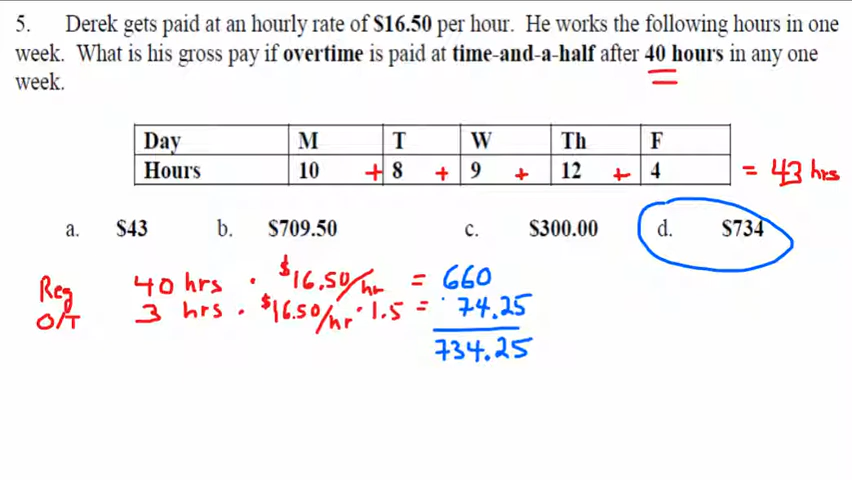 5. Derek gets paid at an hourly rate of $16.50 per hour. He works the following hours in one
week. What is his gross pay if overtime is paid at time-and-a-half after 40 hours in any one
week.
Day M T W Th F
Hours 10 + 8 + 9 + 12 + 4 = 43 hrs
a. $43 b. $709.50 c. $300.00 d. $734
Reg 40 hrs · $16.50/hr = 660
O/T 3 hrs · $16.50/hr · 1.5 = 74.25
734.25